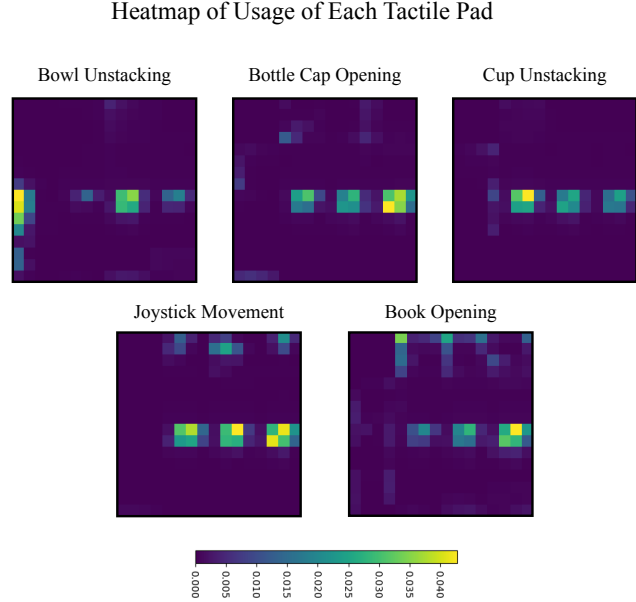 Heatmap of Usage of Each Tactile Pad
Bowl Unstacking
Bottle Cap Opening
Cup Unstacking
Joystick Movement
Book Opening
0.000
0.005
0.010
0.015
0.020
0.025
0.030
0.035
0.040